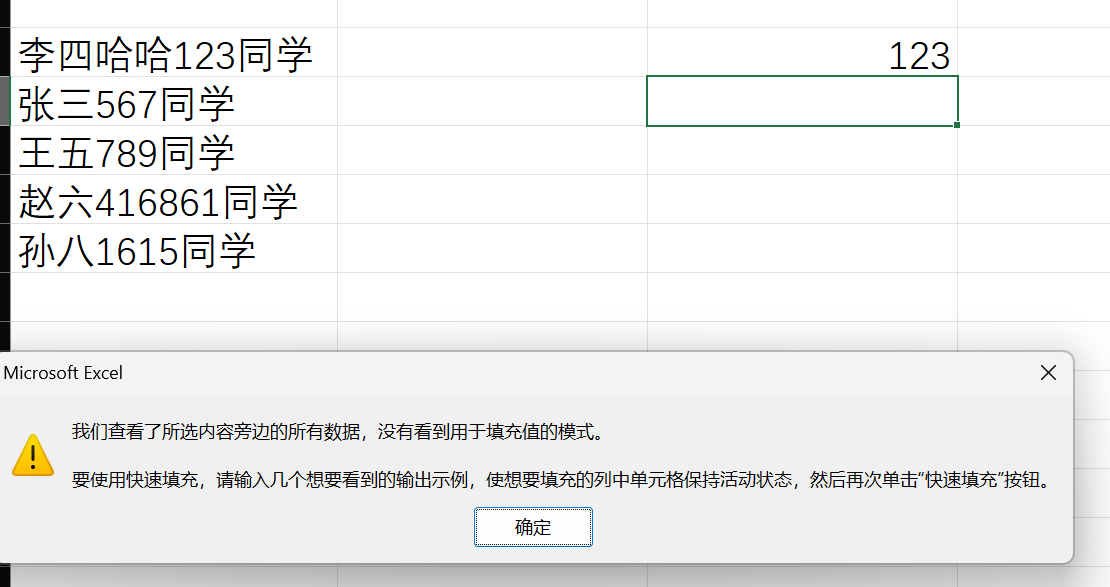 李四哈哈123同学
123
张三567同学
王五789同学
赵六416861同学
孙八1615同学
Microsoft Excel
我们查看了所选内容旁边的所有数据，没有看到用于填充值的模式。
要使用快速填充，请输入几个想要看到的输出示例，使想要填充的列中单元格保持活动状态，然后再次单击“快速填充”按钮。
确定